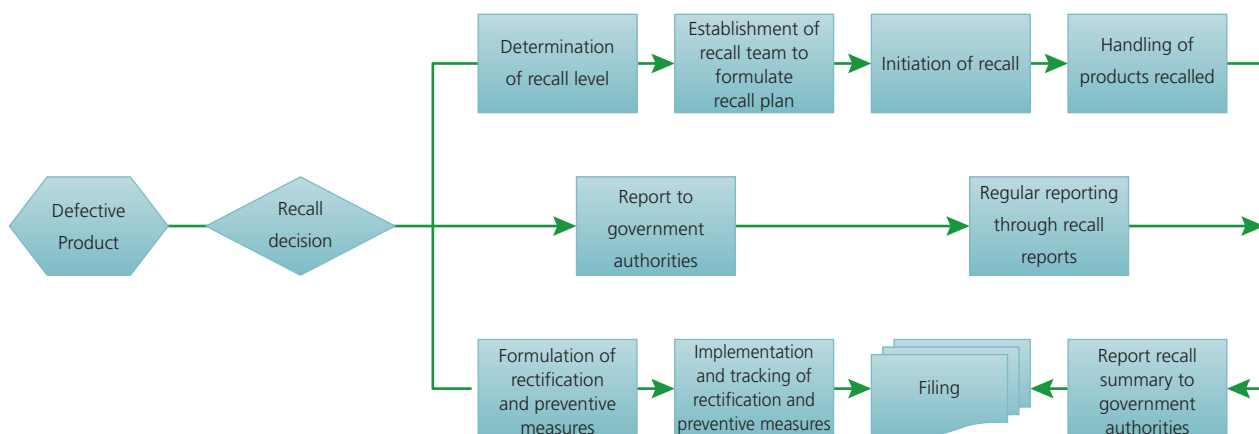 Determination
of recall level
Establishment of
recall team to
formulate
recall plan
Initiation of recall
Handling of
products recalled
Defective
Product
Recall
decision
Report to
government
authorities
Regular reporting
through recall
reports
Formulation of
rectification
and preventive
measures
Implementation
and tracking of
rectification and
preventive measures
Filing
Report recall
summary to
government
authorities